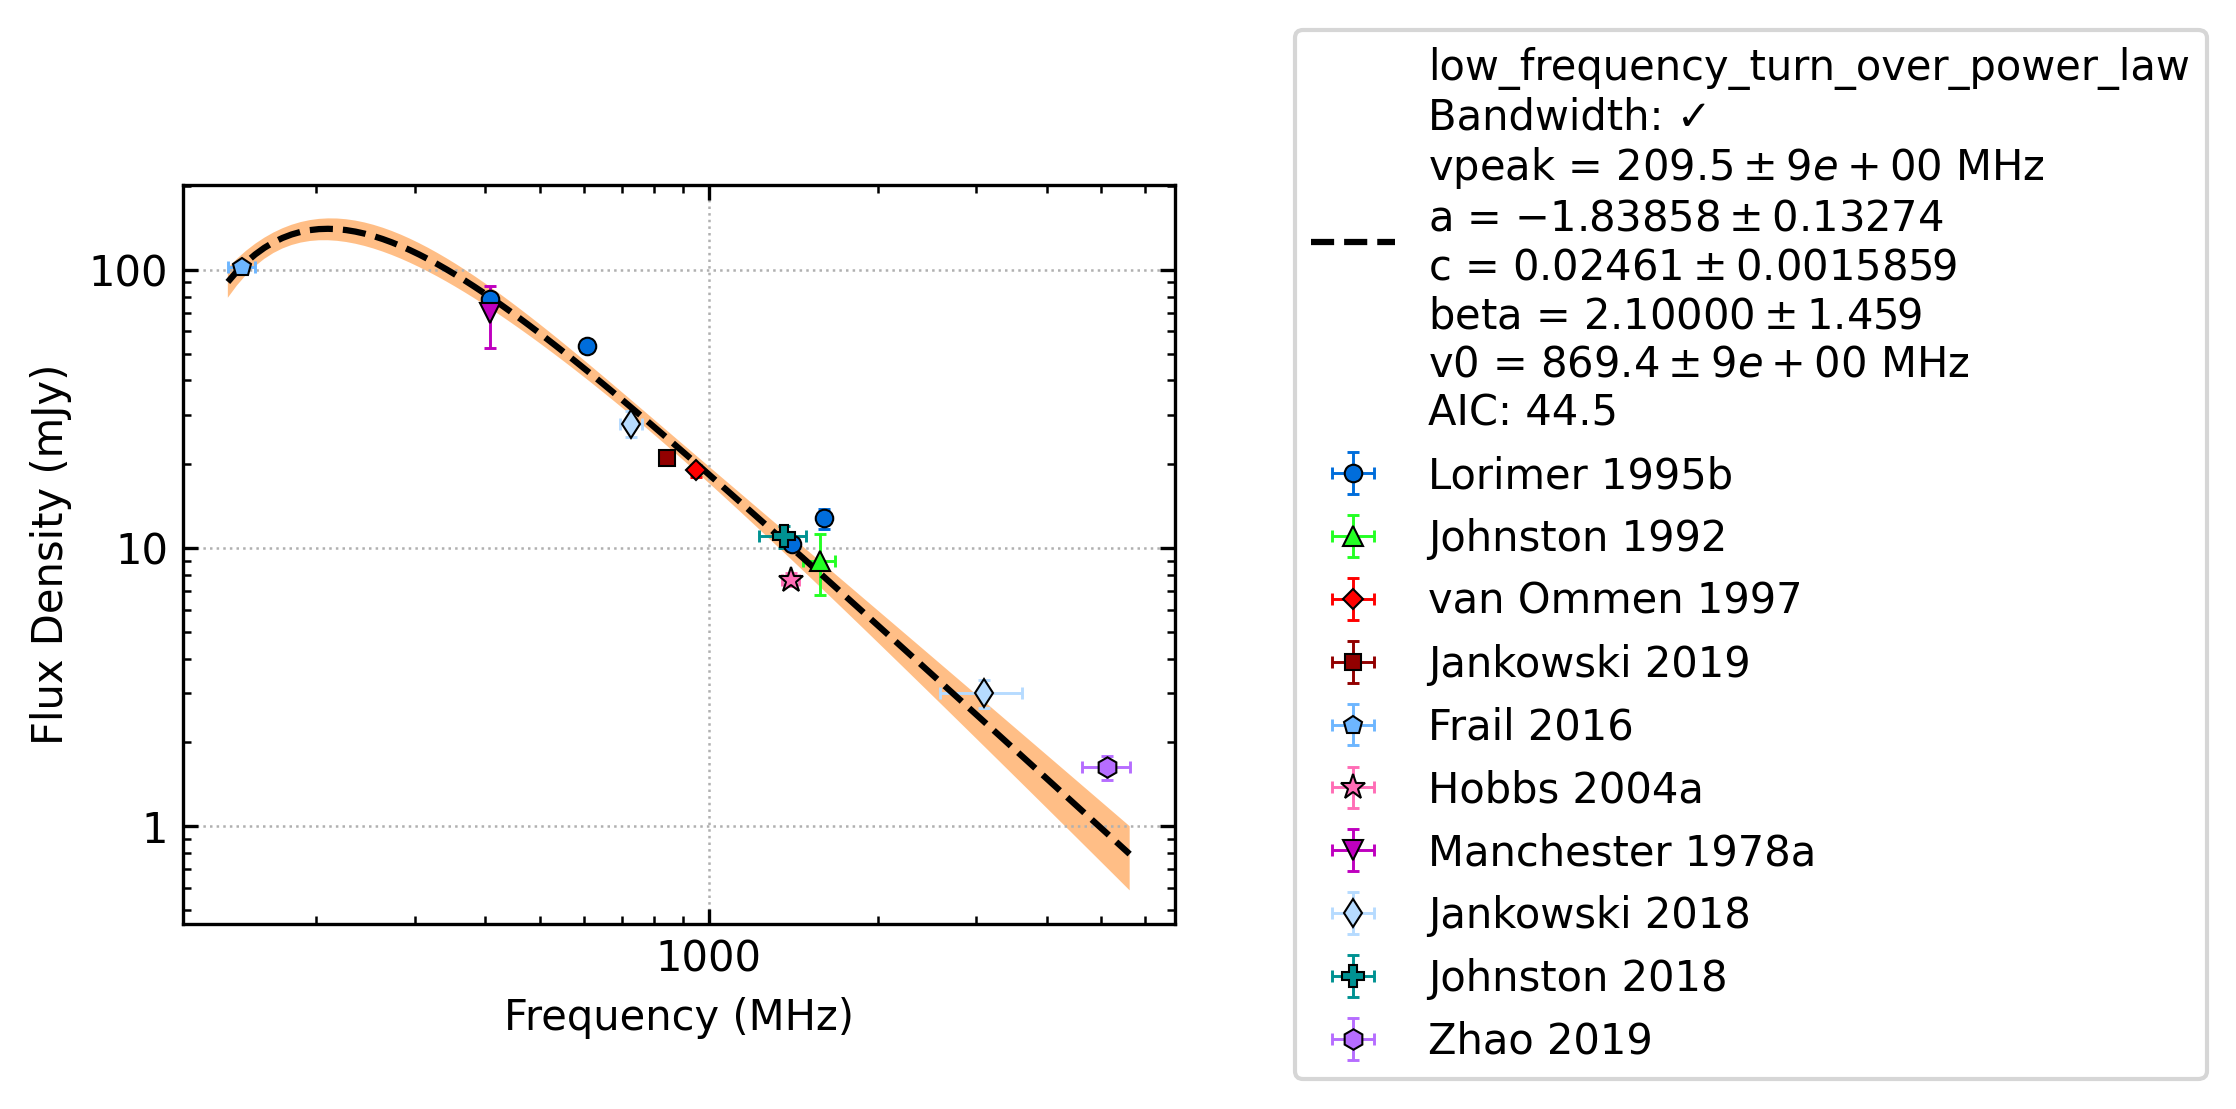 low_frequency_turn_over_power_law
Bandwidth: ✓
vpeak = 209.5 ± 9e + 00 MHz
a = −1.83858 ± 0.13274
c = 0.02461 ± 0.0015859
beta = 2.10000 ± 1.459
v0 = 869.4 ± 9e + 00 MHz
AIC: 44.5
Lorimer 1995b
Johnston 1992
van Ommen 1997
Jankowski 2019
Frail 2016
Hobbs 2004a
Manchester 1978a
Jankowski 2018
Johnston 2018
Zhao 2019
100
10
1
Flux Density (mJy)
1000
Frequency (MHz)